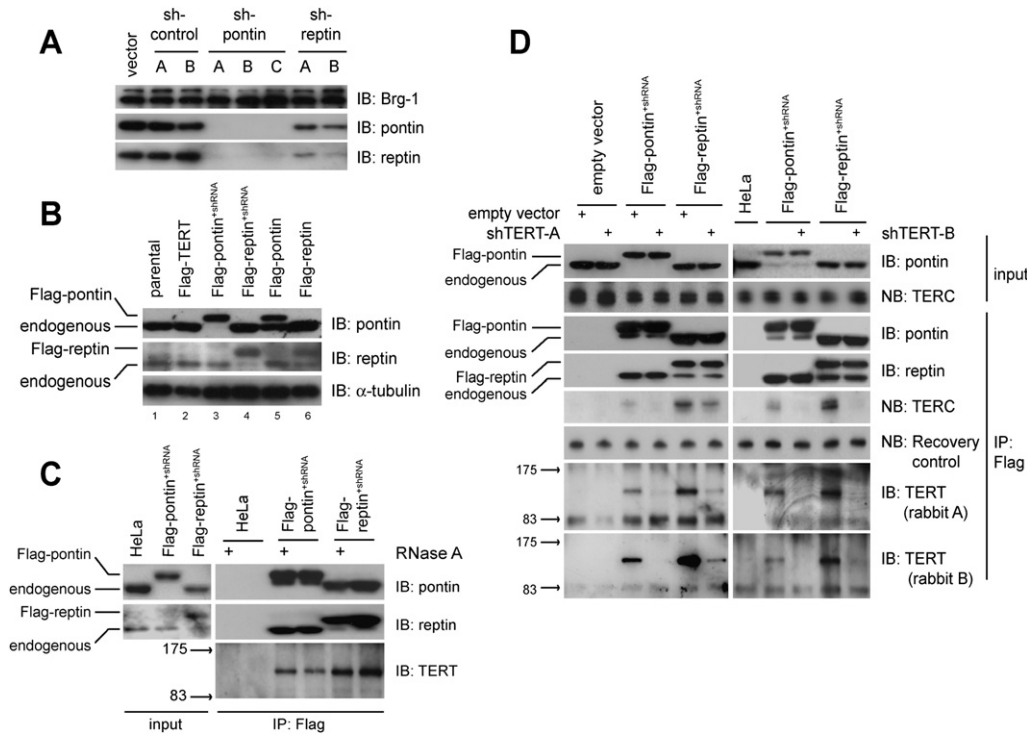 A
vector
sh-control
sh-pontin
sh-reptin
A B A B C A B
IB: Brg-1
IB: pontin
IB: reptin
B
parental
Flag-TERT
Flag-pontin+shRNA
Flag-reptin+shRNA
Flag-pontin
Flag-reptin
Flag-pontin
endogenous
IB: pontin
Flag-reptin
IB: reptin
endogenous
IB: α-tubulin
1 2 3 4 5 6
C
HeLa
Flag-pontin+shRNA
Flag-reptin+shRNA
HeLa
Flag-pontin+shRNA
Flag-reptin+shRNA
+ + + RNase A
Flag-pontin
endogenous
IB: pontin
Flag-reptin
IB: reptin
endogenous
175
IB: TERT
83
input
IP: Flag
D
empty vector
Flag-pontin+shRNA
Flag-reptin+shRNA
HeLa
Flag-pontin+shRNA
Flag-reptin+shRNA
empty vector + + +
shTERT-A + + + + + shTERT-B
Flag-pontin
endogenous
IB: pontin
NB: TERC
input
Flag-pontin
endogenous
IB: pontin
Flag-reptin
endogenous
IB: reptin
NB: TERC
NB: Recovery control
IP: Flag
175
IB: TERT (rabbit A)
83
175
IB: TERT (rabbit B)
83